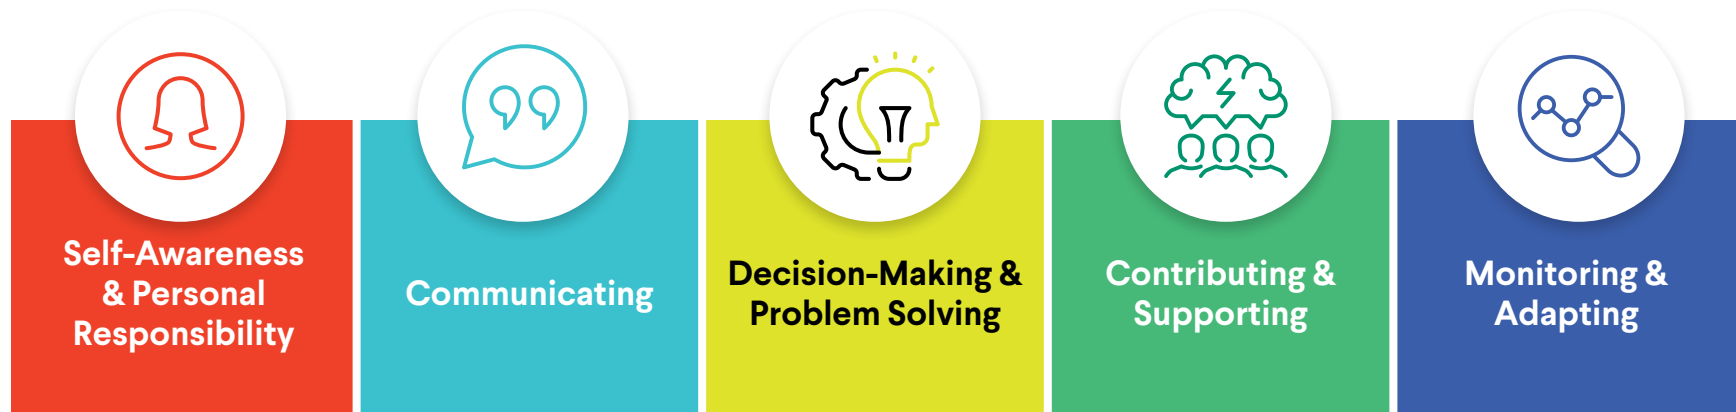 Self-Awareness
& Personal
Responsibility
Communicating
Decision-Making &
Problem Solving
Contributing &
Supporting
Monitoring &
Adapting